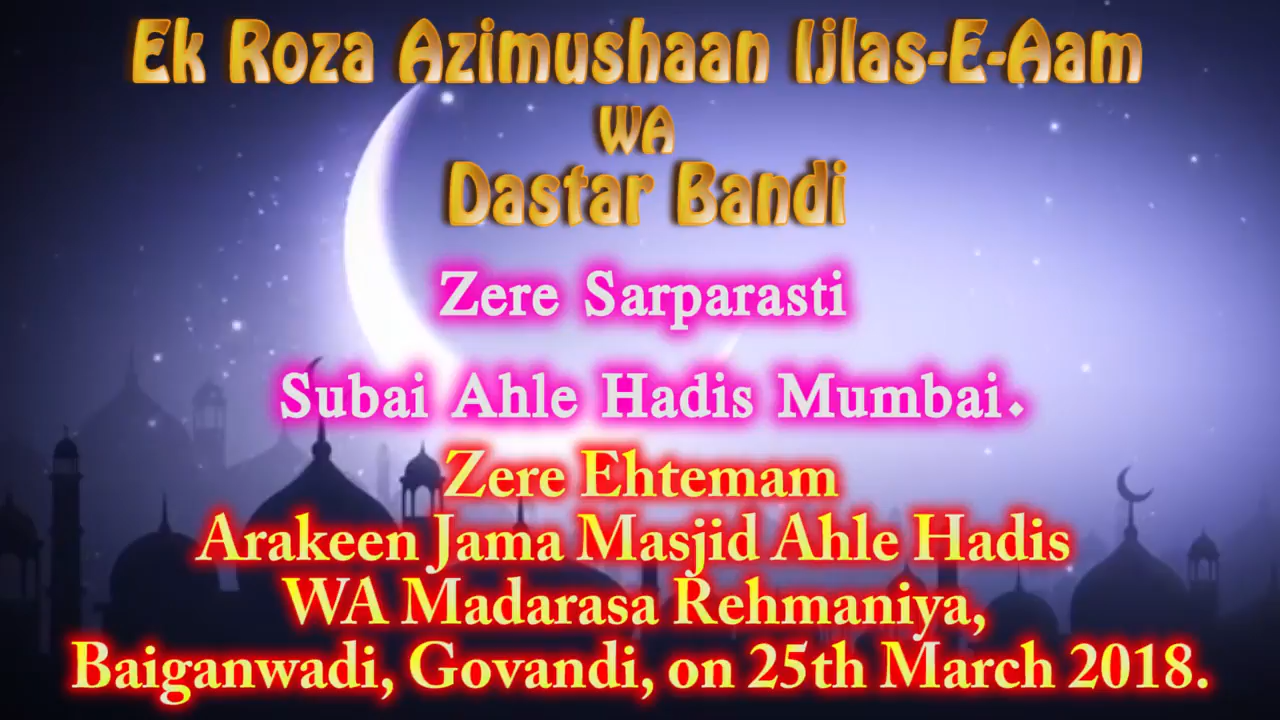 Ek Roza Azimushaan Ijlas-E-Aam
WA
Dastar Bandi
Zere Sarparasti
Subai Ahle Hadis Mumbai.
Zere Ehtemam
Arakeen Jama Masjid Ahle Hadis
WA Madarasa Rehmaniya,
Baiganwadi, Govandi, on 25th March 2018.